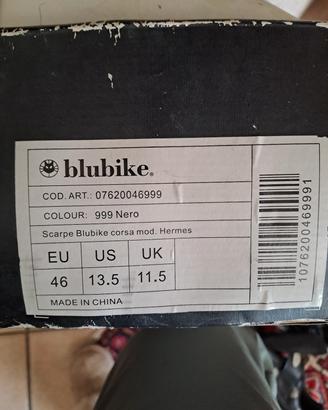 blubike.
COD. ART.: 07620046999
COLOUR: 999 Nero
Scarpe Blubike corsa mod. Hermes
EU US UK
46 13.5 11.5
MADE IN CHINA
1076200469991